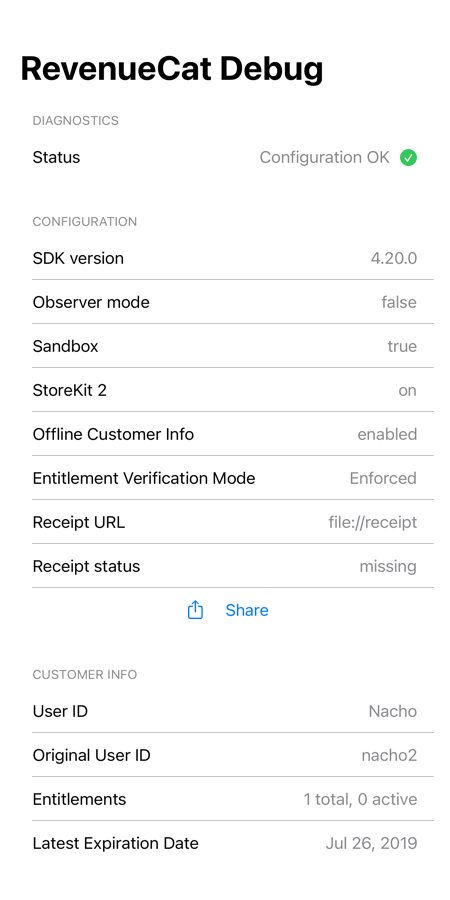 RevenueCat Debug
DIAGNOSTICS
Status Configuration OK
CONFIGURATION
SDK version 4.20.0
Observer mode false
Sandbox true
StoreKit 2 on
Offline Customer Info enabled
Entitlement Verification Mode Enforced
Receipt URL file://receipt
Receipt status missing
Share
CUSTOMER INFO
User ID Nacho
Original User ID nacho2
Entitlements 1 total, 0 active
Latest Expiration Date Jul 26, 2019